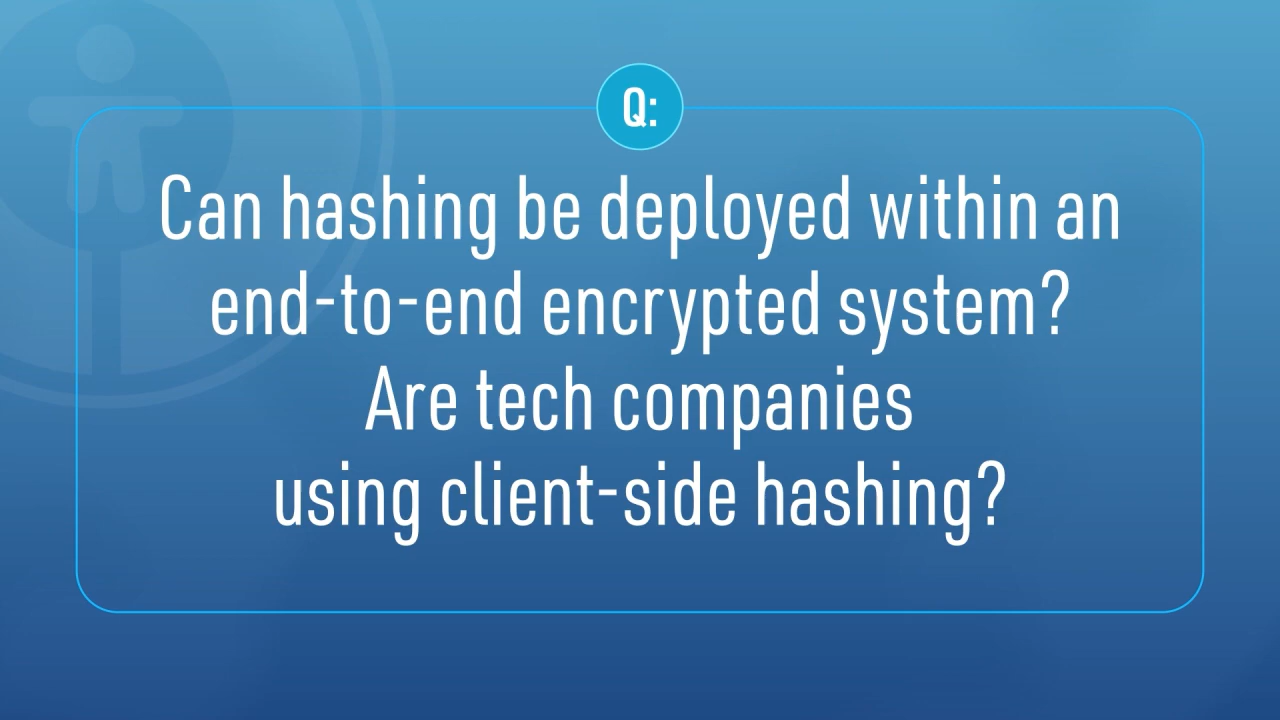 Q:
Can hashing be deployed within an
end-to-end encrypted system?
Are tech companies
using client-side hashing?